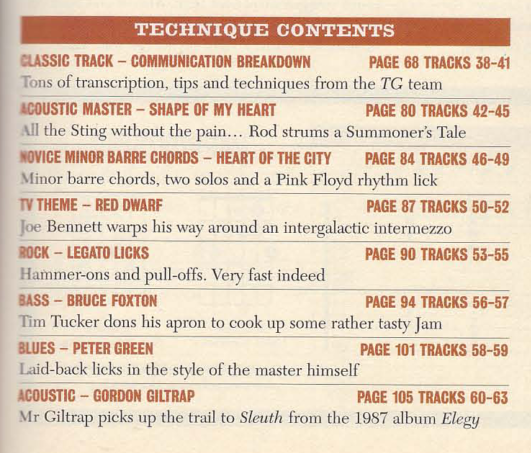 TECHNIQUE CONTENTS
CLASSIC TRACK – COMMUNICATION BREAKDOWN PAGE 68 TRACKS 38-41
Tons of transcription, tips and techniques from the TG team
ACOUSTIC MASTER – SHAPE OF MY HEART PAGE 80 TRACKS 42-45
All the Sting without the pain... Rod strums a Summoner's Tale
NOVICE MINOR BARRE CHORDS – HEART OF THE CITY PAGE 84 TRACKS 46-49
Minor barre chords, two solos and a Pink Floyd rhythm lick
TV THEME – RED DWARF PAGE 87 TRACKS 50-52
Joe Bennett warps his way around an intergalactic intermezzo
ROCK – LEGATO LICKS PAGE 90 TRACKS 53-55
Hammer-ons and pull-offs. Very fast indeed
BASS – BRUCE FOXTON PAGE 94 TRACKS 56-57
Tim Tucker dons his apron to cook up some rather tasty Jam
BLUES – PETER GREEN PAGE 101 TRACKS 58-59
Laid-back licks in the style of the master himself
ACOUSTIC – GORDON GILTRAP PAGE 105 TRACKS 60-63
Mr Giltrap picks up the trail to Sleuth from the 1987 album Elegy